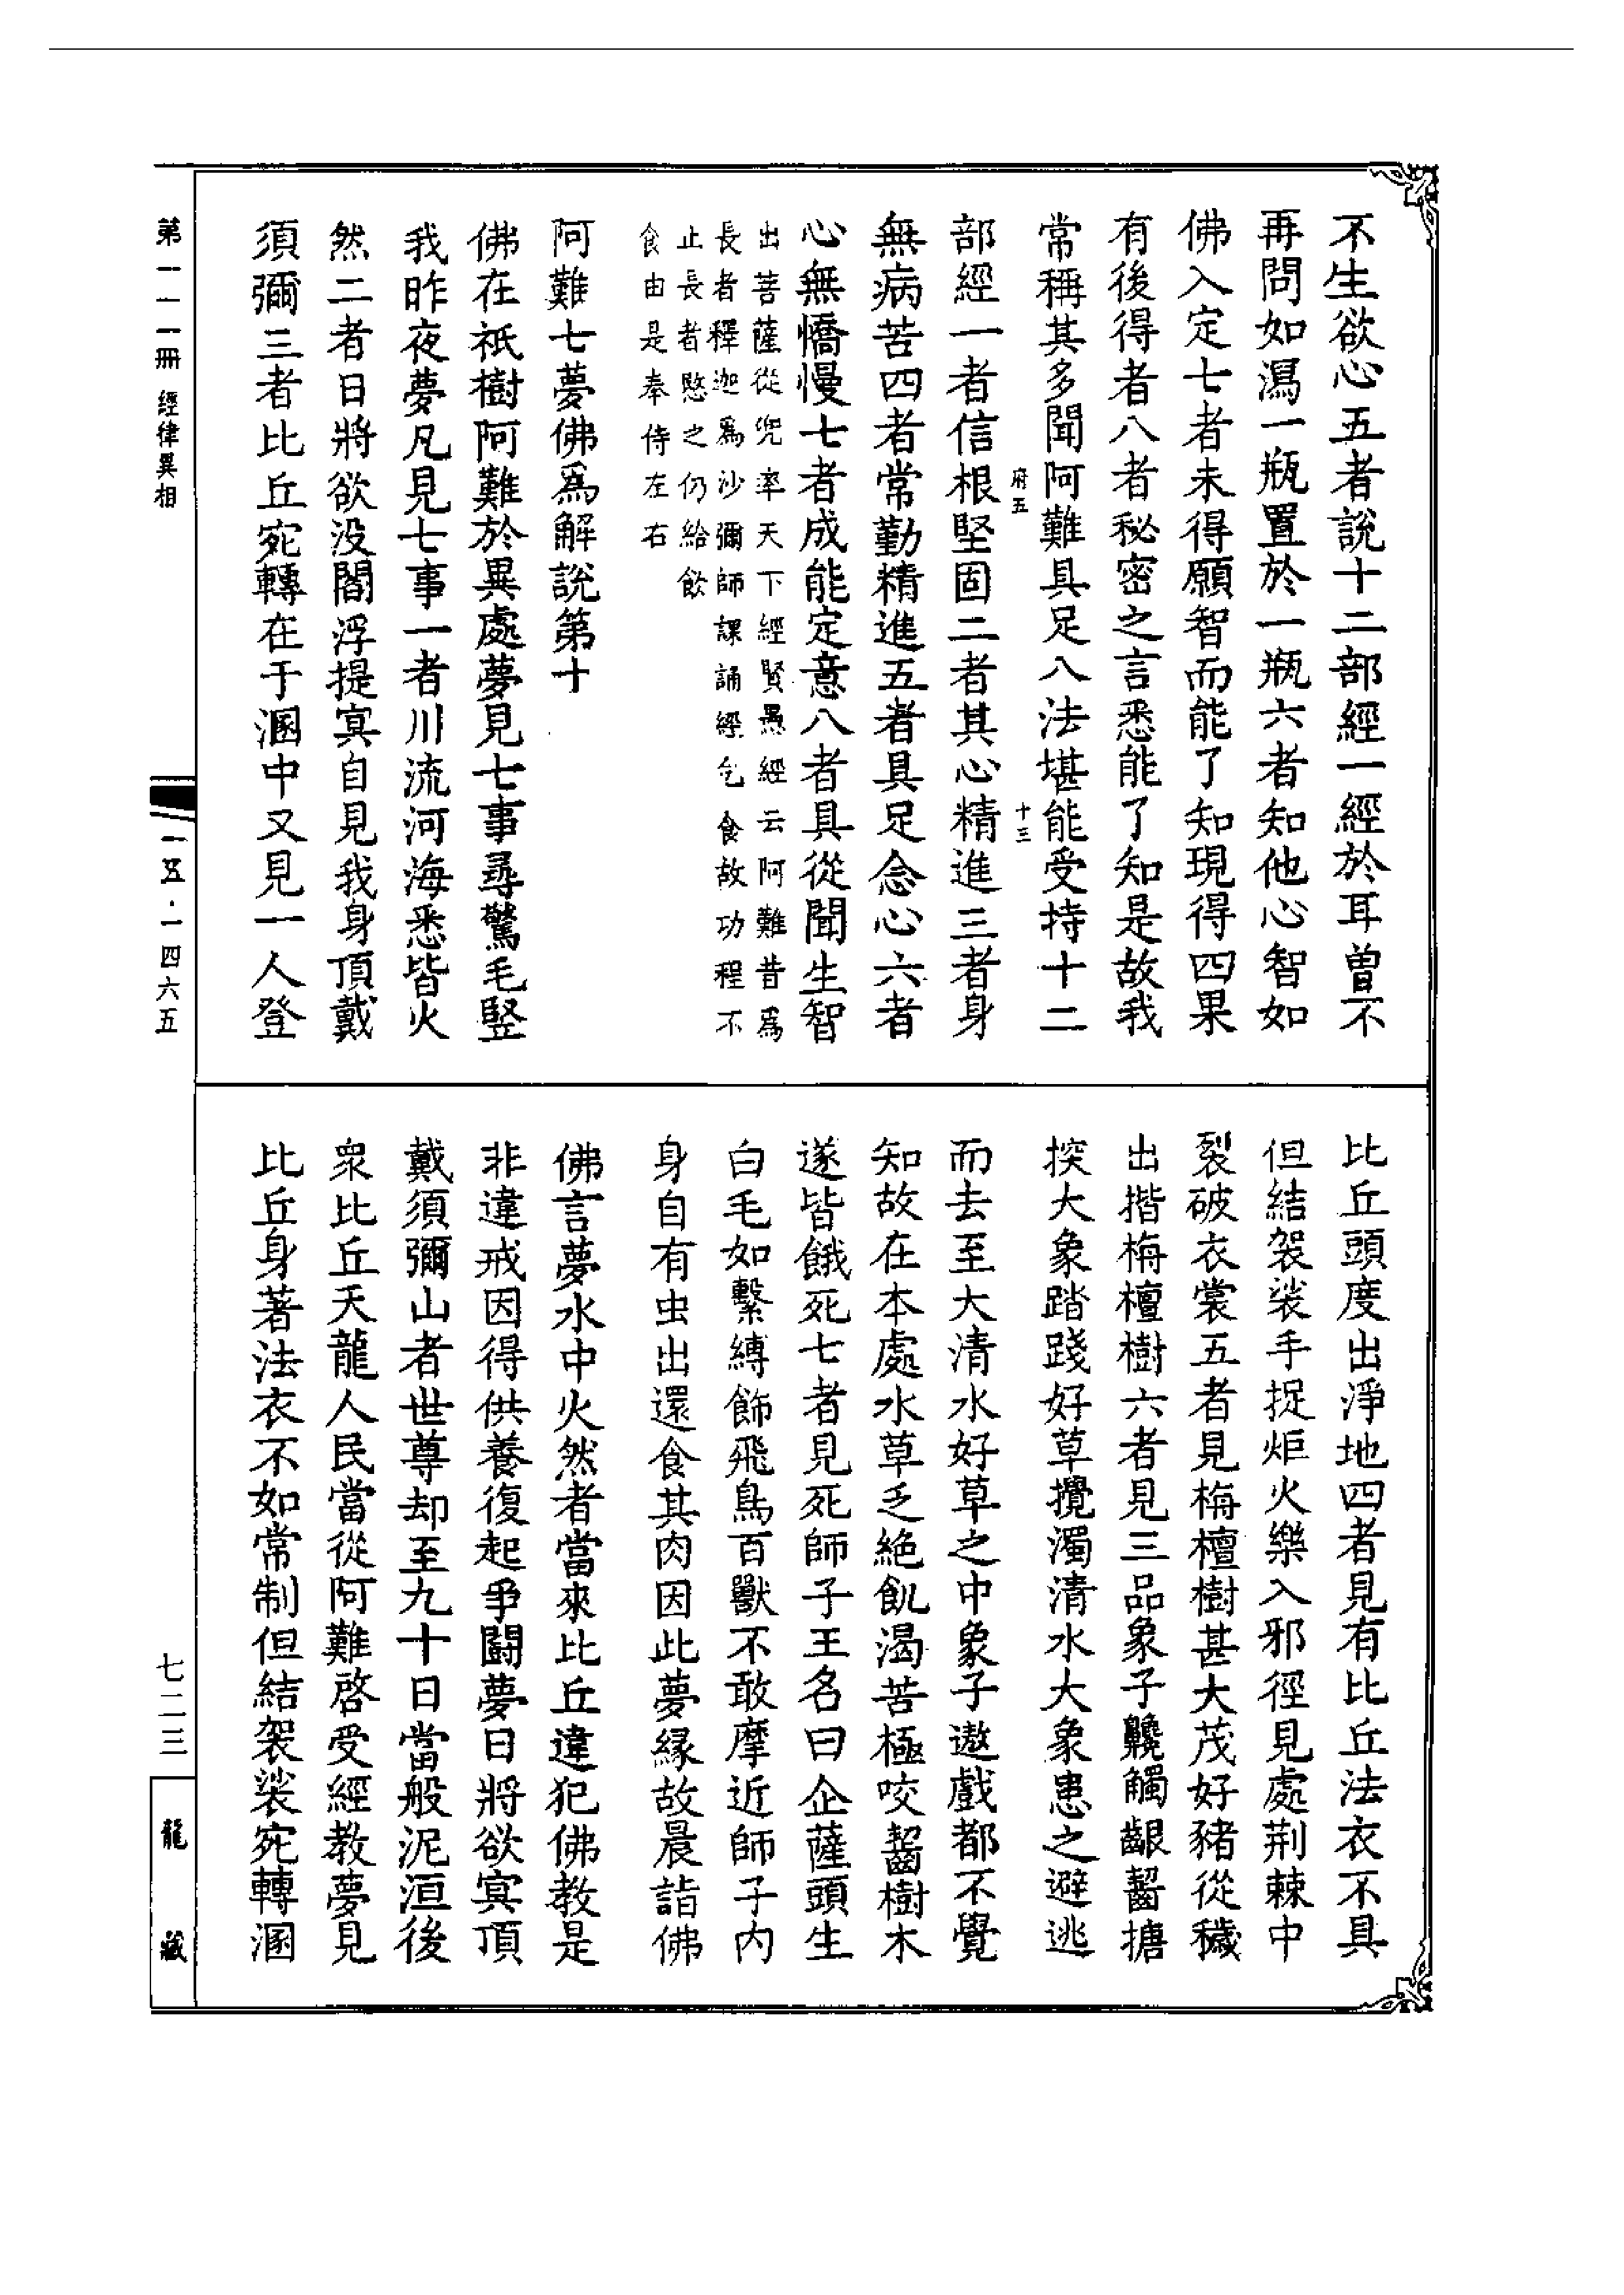 不生欲心五者說十二部經一經於耳曾不
再問如瀉一瓶置於一瓶六者知他心智如
佛入定七者未得願智而能了知現得四果
有後得者八者秘密之言悉能了知是故我
常稱其多聞阿難具足八法堪能受持十二
府五
十三
部經一者信根堅固二者其心精進三者身
無病苦四者常勤精進五者具足念心六者
心無憍慢七者成能定意八者具從聞生智
出菩薩從兜率天下經賢愚經云阿難昔爲
長者釋迦爲沙彌師課誦經乞食故功程不
止長者愍之仍給飲
食由是奉侍左右
阿難七夢佛爲解說第十
佛在祇樹阿難於異處夢見七事尋驚毛竪
我昨夜夢凡見七事一者川流河海悉皆火
然二者日將欲没閻浮提冥自見我身頂戴
須彌三者比丘宛轉在于溷中又見一人登
比丘頭度出淨地四者見有比丘法衣不具
但結袈裟手捉炬火樂入邪徑見處荆棘中
裂破衣裳五者見栴檀樹甚大茂好豬從穢
出揩栴檀樹六者見三品象子觸齦齧搪
揬大象踏踐好草攪濁清水大象患之避逃
而去至大清水好草之中象子遨戲都不覺
知故在本處水草乏絶飢渴苦極咬齧樹木
遂皆餓死七者見死師子王名曰企薩頭生
白毛如繫縛飾飛鳥百獸不敢摩近師子内
身自有虫出還食其肉因此夢縁故晨詣佛
佛言夢水中火然者當來比丘違犯佛教是
非違戒因得供養復起爭鬪夢日將欲冥頂
戴須彌山者世尊却至九十日當般泥洹後
衆比丘天龍人民當從阿難啓受經教夢見
比丘身著法衣不如常制但結袈裟宛轉溷
第一一一册 經律異相
一五·一四六五
七二三
龍藏